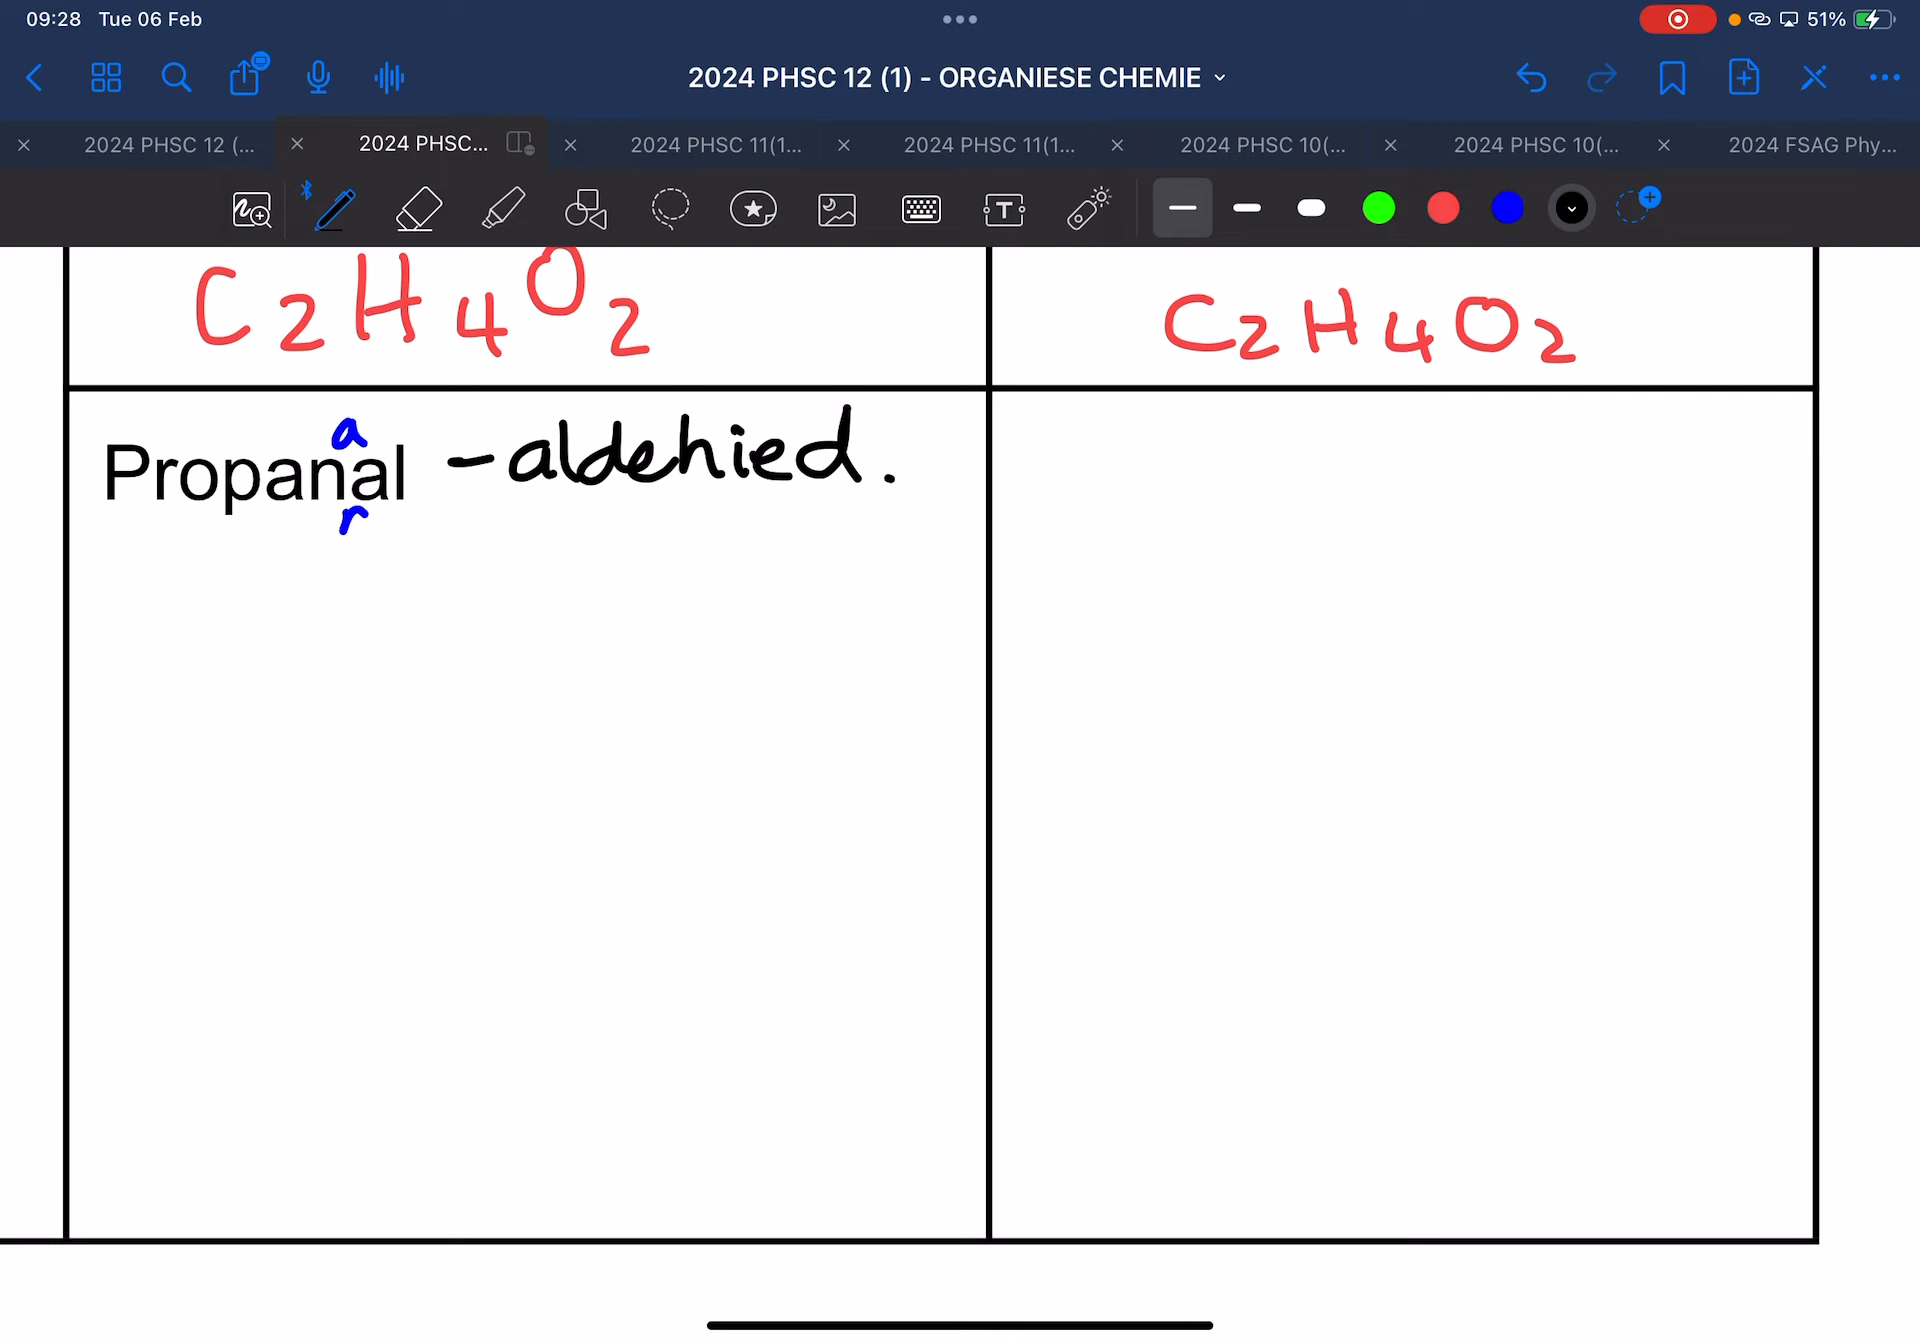 09:28 Tue 06 Feb
51%
2024 PHSC 12 (1) - ORGANIESE CHEMIE
2024 PHSC 12 (... 2024 PHSC... 2024 PHSC 11(1... 2024 PHSC 11(1... 2024 PHSC 10(... 2024 PHSC 10(... 2024 FSAG Phy...
C2H4O2
C2H4O2
a
Propanal - aldehied.
r